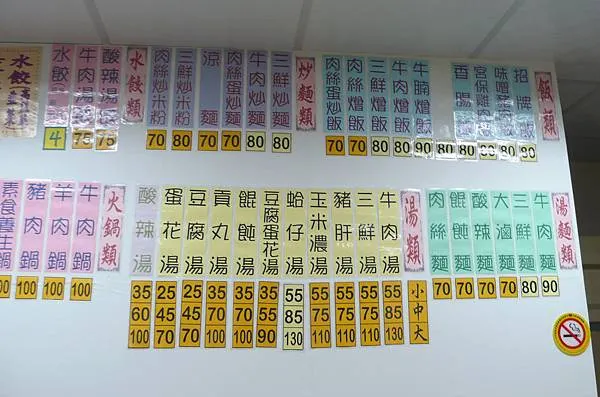 飯類
招牌飯 80
香腸 80
80
牛腩燴飯 90
牛肉燴飯 80
三鮮燴飯 80
肉絲燴飯 70
肉絲蛋炒飯 70
炒麵類
三鮮炒麵 80
牛肉炒麵 80
肉絲蛋炒麵 70
涼麵 70
三鮮炒米粉 80
肉絲炒米粉 70
水餃類
酸辣湯餃 75
牛肉湯餃 75
水餃 4
水餃
湯麵類
牛肉麵 90
三鮮麵 80
大滷麵 70
酸辣麵 70
餛飩麵 70
肉絲麵 70
湯類 小 中 大
牛肉湯 55 85 130
三鮮湯 55 75 110
豬肝湯 55 75 110
玉米濃湯 55 75 110
蛤仔湯 55 85 130
豆腐蛋花湯 35 55 90
餛飩湯 35 40 70
貢丸湯 35 40 70
豆腐湯 25 45 70
蛋花湯 25 45 70
酸辣湯 35 60 100
火鍋類
牛肉鍋 100
羊肉鍋 100
豬肉鍋 100
素食養生鍋 100